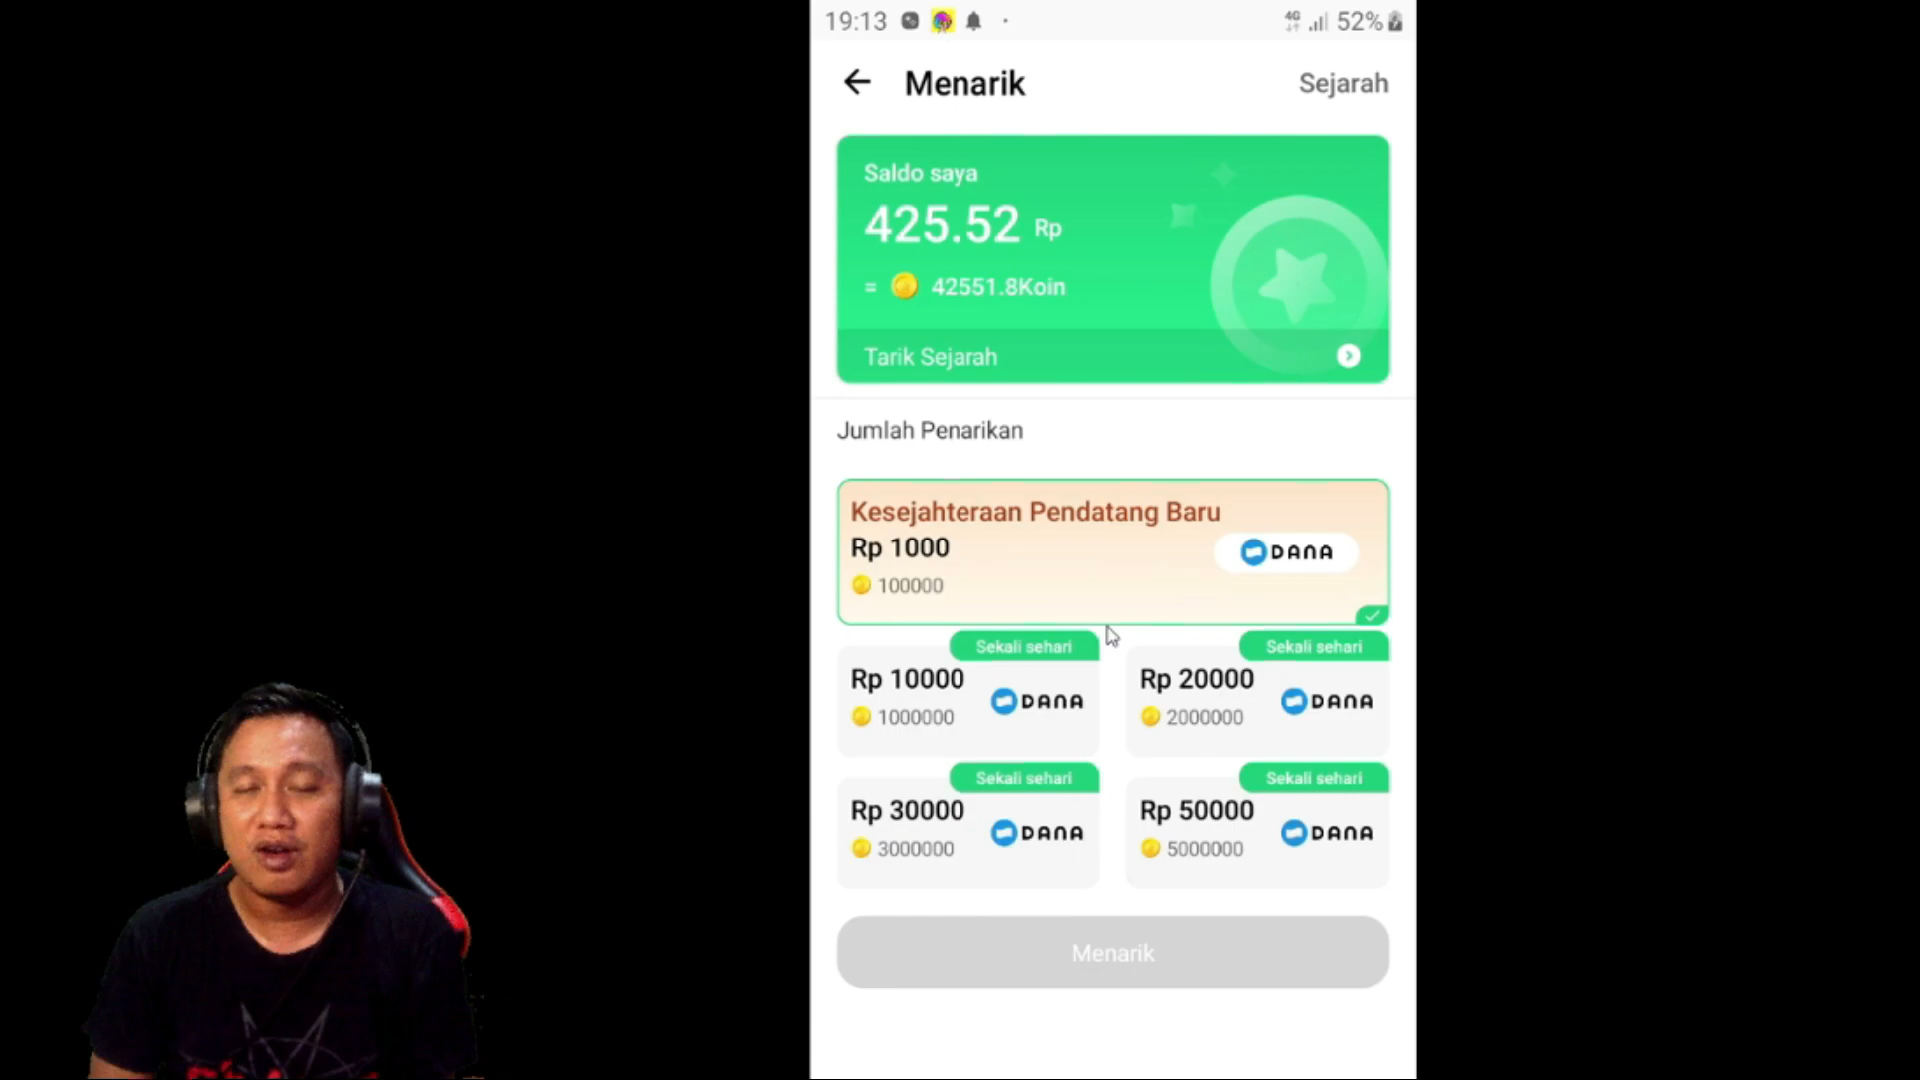 19:13
4G
52%
Menarik
Sejarah
Saldo saya
425.52 Rp
= 42551.8Koin
Tarik Sejarah
Jumlah Penarikan
Kesejahteraan Pendatang Baru
Rp 1000
DANA
100000
Sekali sehari
Rp 10000
DANA
1000000
Sekali sehari
Rp 20000
DANA
2000000
Sekali sehari
Rp 30000
DANA
3000000
Sekali sehari
Rp 50000
DANA
5000000
Menarik